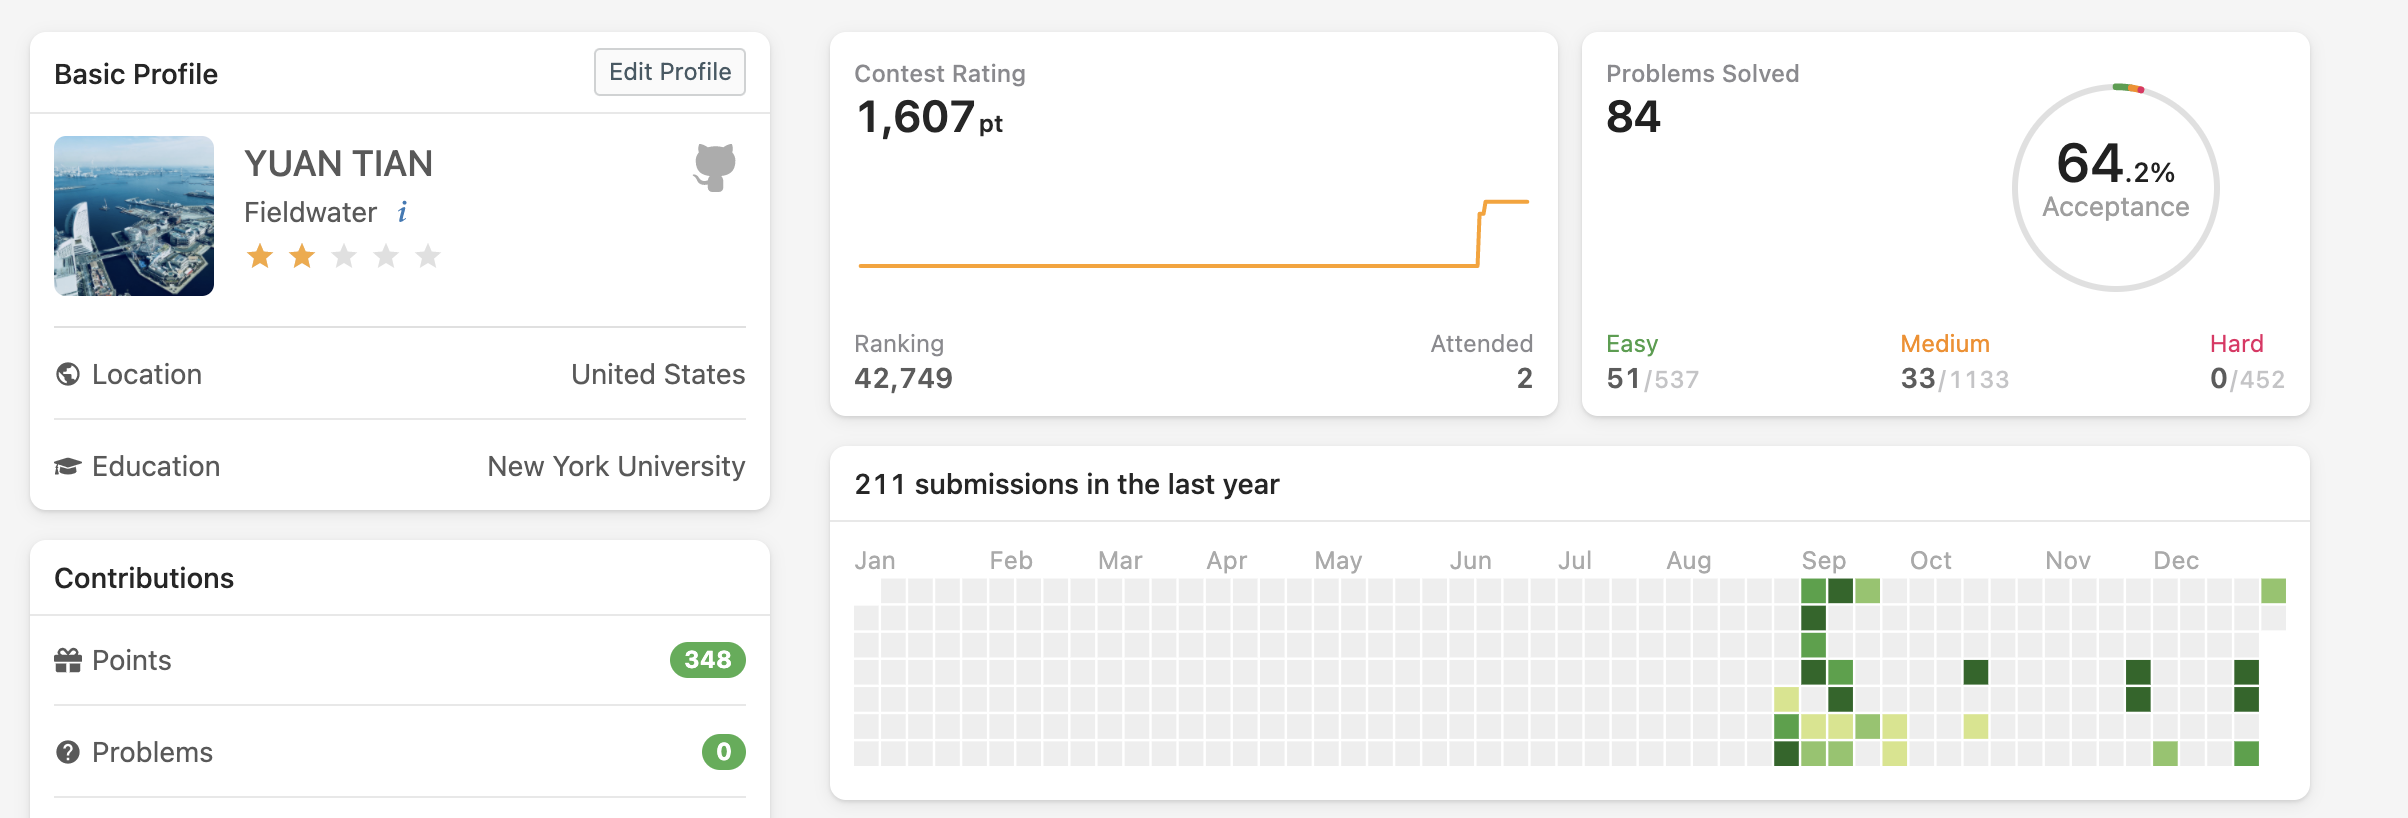 Basic Profile
Edit Profile
YUAN TIAN
Fieldwater i
Location United States
Education New York University
Contributions
Points 348
Problems 0
Contest Rating
1,607 pt
Ranking Attended
42,749 2
Problems Solved
84
64.2%
Acceptance
Easy Medium Hard
51/537 33/1133 0/452
211 submissions in the last year
Jan Feb Mar Apr May Jun Jul Aug Sep Oct Nov Dec